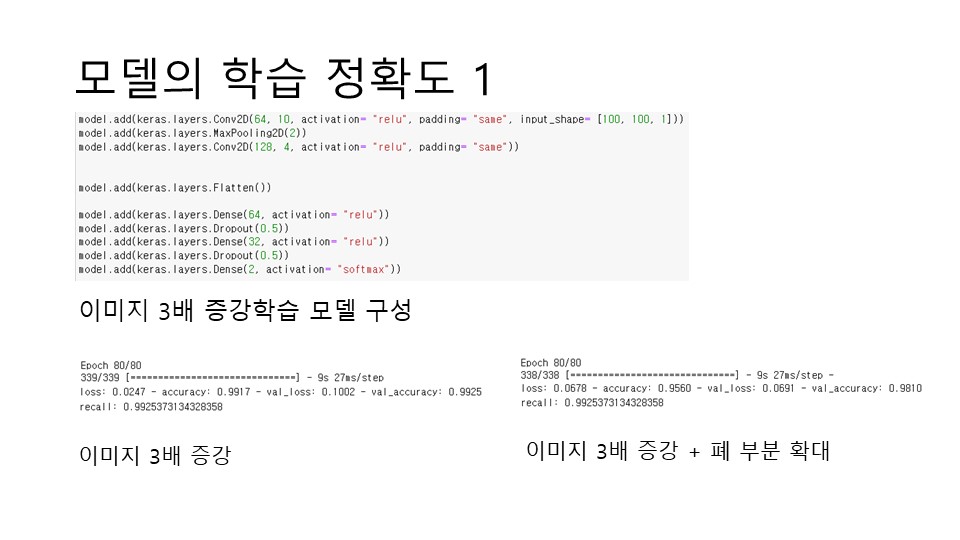 모델의 학습 정확도 1
model.add(keras.layers.Conv2D(64, 10, activation= "relu", padding= "same", input_shape= [100, 100, 1]))
model.add(keras.layers.MaxPooling2D(2))
model.add(keras.layers.Conv2D(128, 4, activation= "relu", padding= "same"))
model.add(keras.layers.Flatten())
model.add(keras.layers.Dense(64, activation= "relu"))
model.add(keras.layers.Dropout(0.5))
model.add(keras.layers.Dense(32, activation= "relu"))
model.add(keras.layers.Dropout(0.5))
model.add(keras.layers.Dense(2, activation= "softmax"))
이미지 3배 증강학습 모델 구성
Epoch 80/80
339/339 [==============================] - 9s 27ms/step
loss: 0.0247 - accuracy: 0.9917 - val_loss: 0.1002 - val_accuracy: 0.9925
recall: 0.9925373134328358
이미지 3배 증강
Epoch 80/80
338/338 [==============================] - 9s 27ms/step -
loss: 0.0678 - accuracy: 0.9560 - val_loss: 0.0691 - val_accuracy: 0.9810
recall: 0.9925373134328358
이미지 3배 증강 + 폐 부분 확대